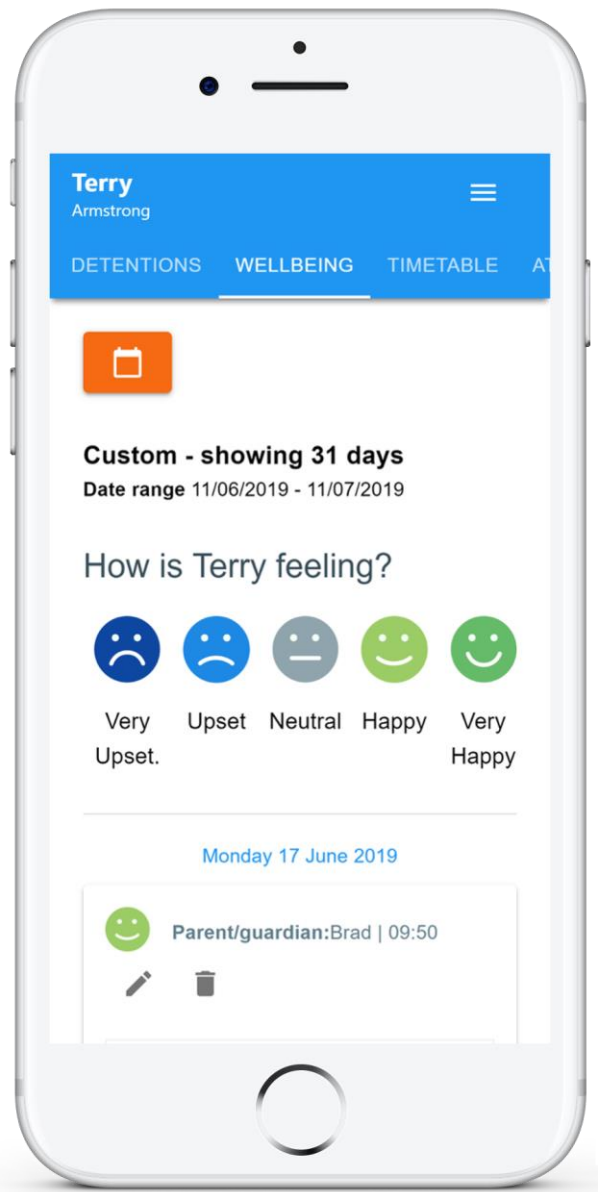 Terry
Armstrong
DETENTIONS WELLBEING TIMETABLE AT
Custom - showing 31 days
Date range 11/06/2019 - 11/07/2019
How is Terry feeling?
Very Upset Neutral Happy Very
Upset. Happy
Monday 17 June 2019
Parent/guardian:Brad | 09:50